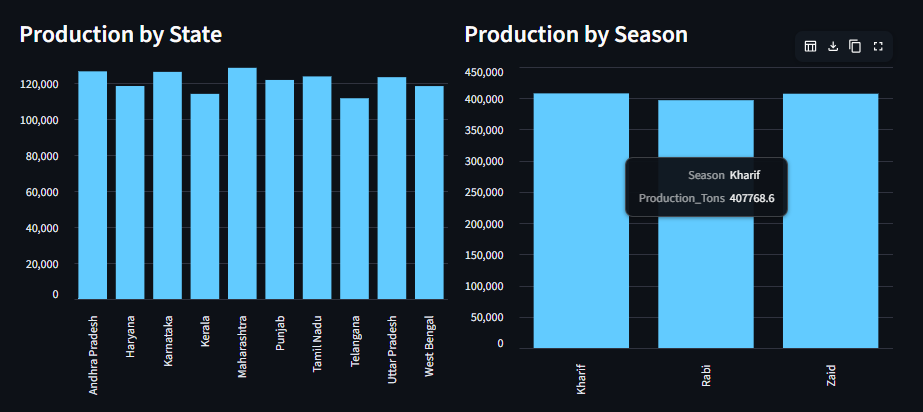 Production by State
120,000
100,000
80,000
60,000
40,000
20,000
0
Andhra Pradesh
Haryana
Karnataka
Kerala
Maharashtra
Punjab
Tamil Nadu
Telangana
Uttar Pradesh
West Bengal
Production by Season
450,000
400,000
350,000
300,000
250,000
200,000
150,000
100,000
50,000
0
Season Kharif
Production_Tons 407768.6
Kharif
Rabi
Zaid